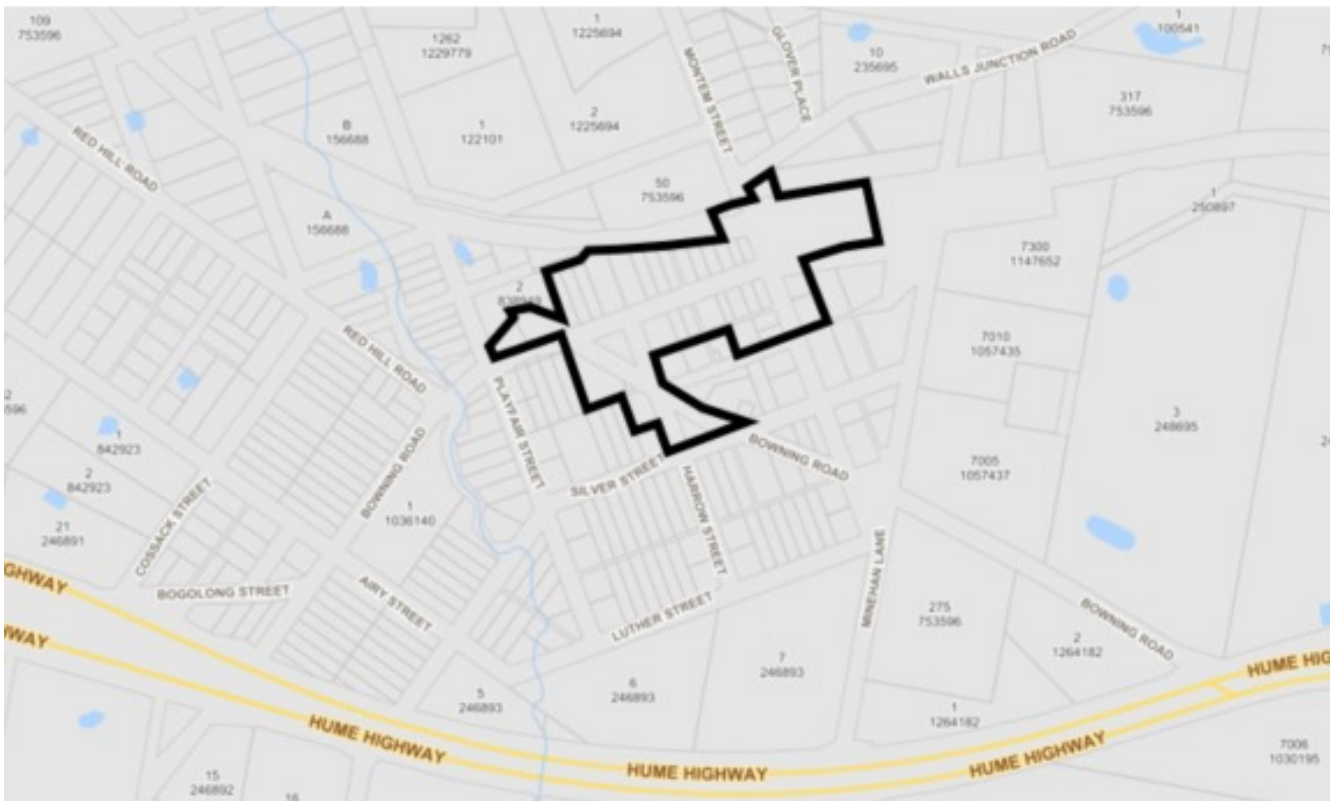 109
753596
1262
1229779
1
1225694
MONTEM STREET
GLOVER PLACE
10
235695
WALLS JUNCTION ROAD
1
100541
RED HILL ROAD
B
156688
1
122101
2
1225694
317
753596
A
156688
50
753596
1
250897
2
838948
7300
1147652
RED HILL ROAD
7010
1057435
PLAYFAIR STREET
1
842923
2
842923
21
246891
3
248695
BOWNING ROAD
7005
1057437
COSSACK STREET
BOWNING ROAD
1
1036140
SILVER STREET
HARROW STREET
BOGOLONG STREET
AIRY STREET
LUTHER STREET
MINEHAN LANE
275
753596
BOWNING ROAD
2
1264182
7
246893
6
246893
5
246893
1
1264182
HUME HIGHWAY
HUME HIGHWAY
HUME HIGHWAY
15
246892
16
7006
1030195